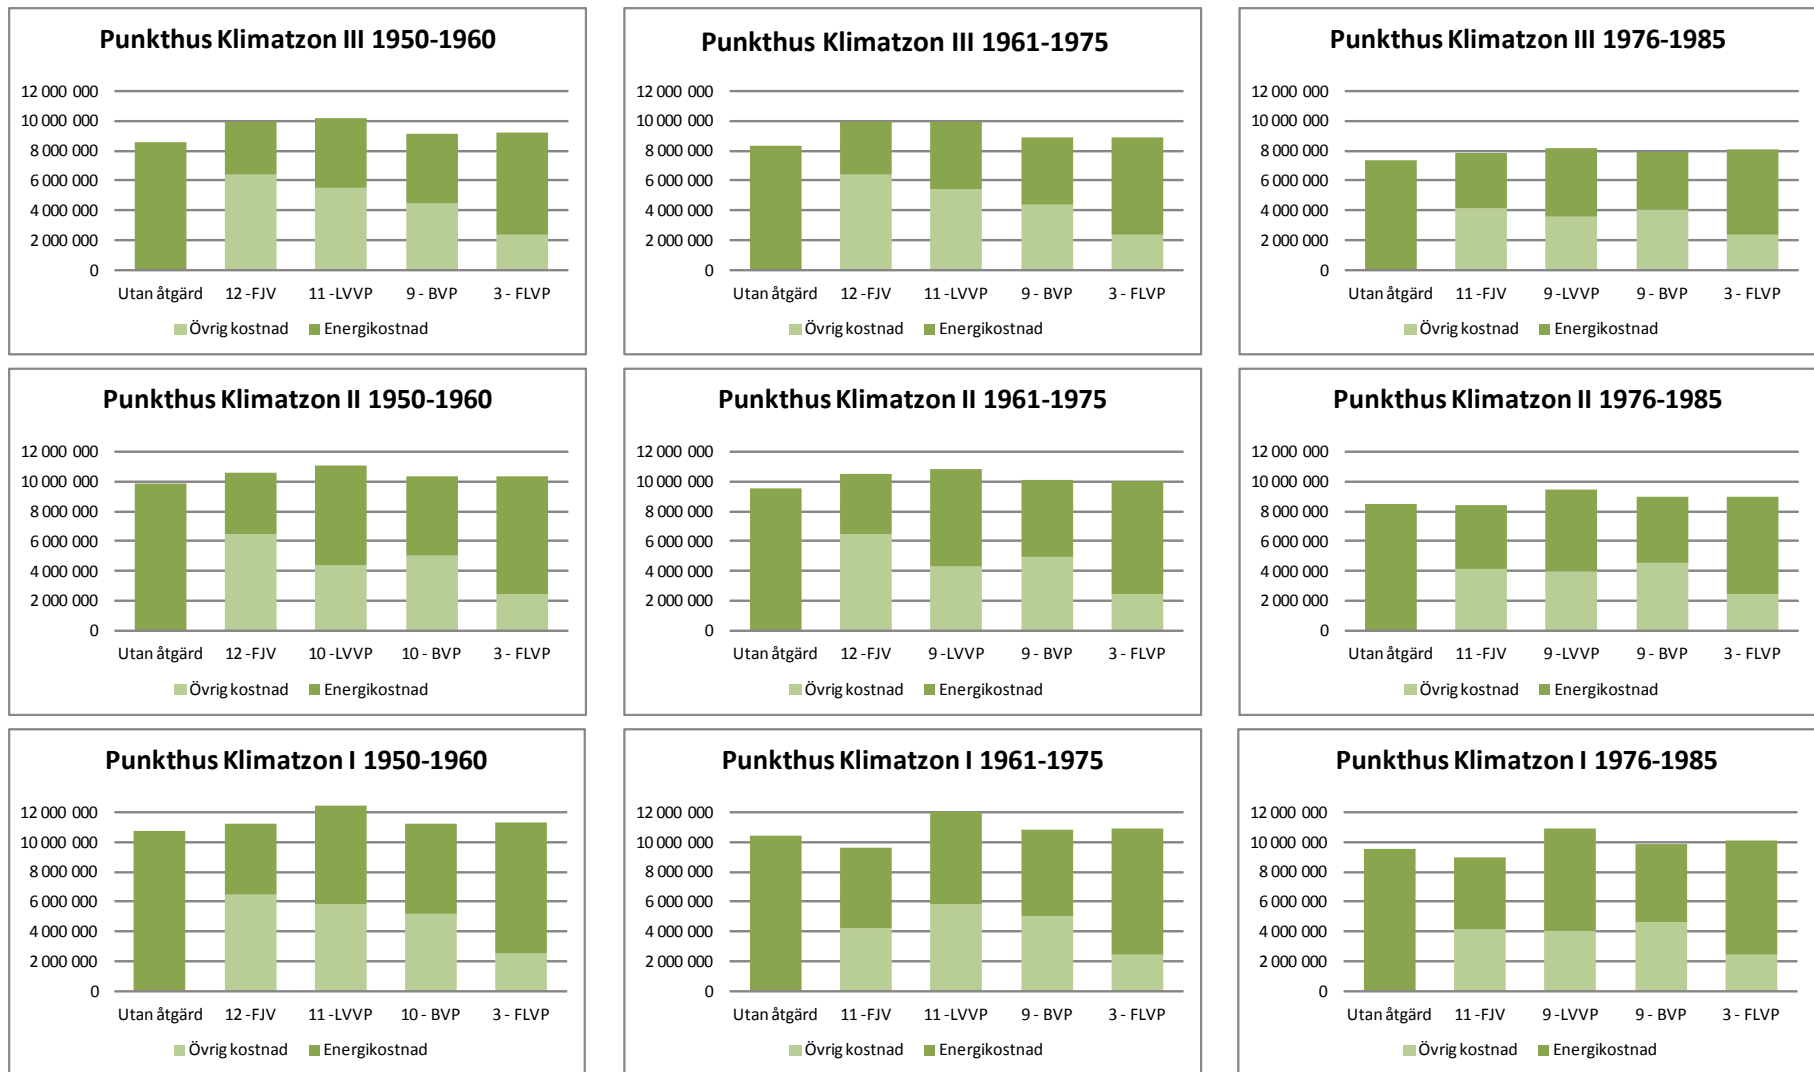 Punkthus Klimatzon III 1950-1960
12 000 000
10 000 000
8 000 000
6 000 000
4 000 000
2 000 000
0
Utan åtgärd 12 -FJV 11 -LVVP 9 - BVP 3 - FLVP
Övrig kostnad Energikostnad
Punkthus Klimatzon III 1961-1975
12 000 000
10 000 000
8 000 000
6 000 000
4 000 000
2 000 000
0
Utan åtgärd 12 -FJV 11 -LVVP 9 - BVP 3 - FLVP
Övrig kostnad Energikostnad
Punkthus Klimatzon III 1976-1985
12 000 000
10 000 000
8 000 000
6 000 000
4 000 000
2 000 000
0
Utan åtgärd 11 -FJV 9 -LVVP 9 - BVP 3 - FLVP
Övrig kostnad Energikostnad
Punkthus Klimatzon II 1950-1960
12 000 000
10 000 000
8 000 000
6 000 000
4 000 000
2 000 000
0
Utan åtgärd 12 -FJV 10 -LVVP 10 - BVP 3 - FLVP
Övrig kostnad Energikostnad
Punkthus Klimatzon II 1961-1975
12 000 000
10 000 000
8 000 000
6 000 000
4 000 000
2 000 000
0
Utan åtgärd 12 -FJV 9 -LVVP 9 - BVP 3 - FLVP
Övrig kostnad Energikostnad
Punkthus Klimatzon II 1976-1985
12 000 000
10 000 000
8 000 000
6 000 000
4 000 000
2 000 000
0
Utan åtgärd 11 -FJV 9 -LVVP 9 - BVP 3 - FLVP
Övrig kostnad Energikostnad
Punkthus Klimatzon I 1950-1960
12 000 000
10 000 000
8 000 000
6 000 000
4 000 000
2 000 000
0
Utan åtgärd 12 -FJV 11 -LVVP 10 - BVP 3 - FLVP
Övrig kostnad Energikostnad
Punkthus Klimatzon I 1961-1975
12 000 000
10 000 000
8 000 000
6 000 000
4 000 000
2 000 000
0
Utan åtgärd 11 -FJV 11 -LVVP 9 - BVP 3 - FLVP
Övrig kostnad Energikostnad
Punkthus Klimatzon I 1976-1985
12 000 000
10 000 000
8 000 000
6 000 000
4 000 000
2 000 000
0
Utan åtgärd 11 -FJV 9 -LVVP 9 - BVP 3 - FLVP
Övrig kostnad Energikostnad